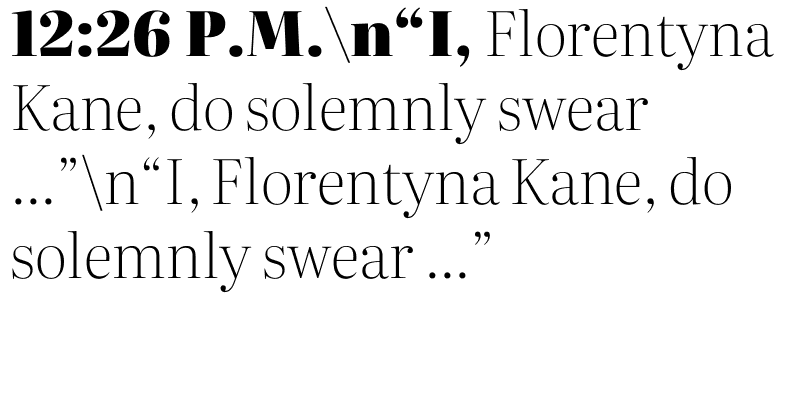 12:26 P.M.\n“I, Florentyna
Kane, do solemnly swear
...”\n“I, Florentyna Kane, do
solemnly swear ...”